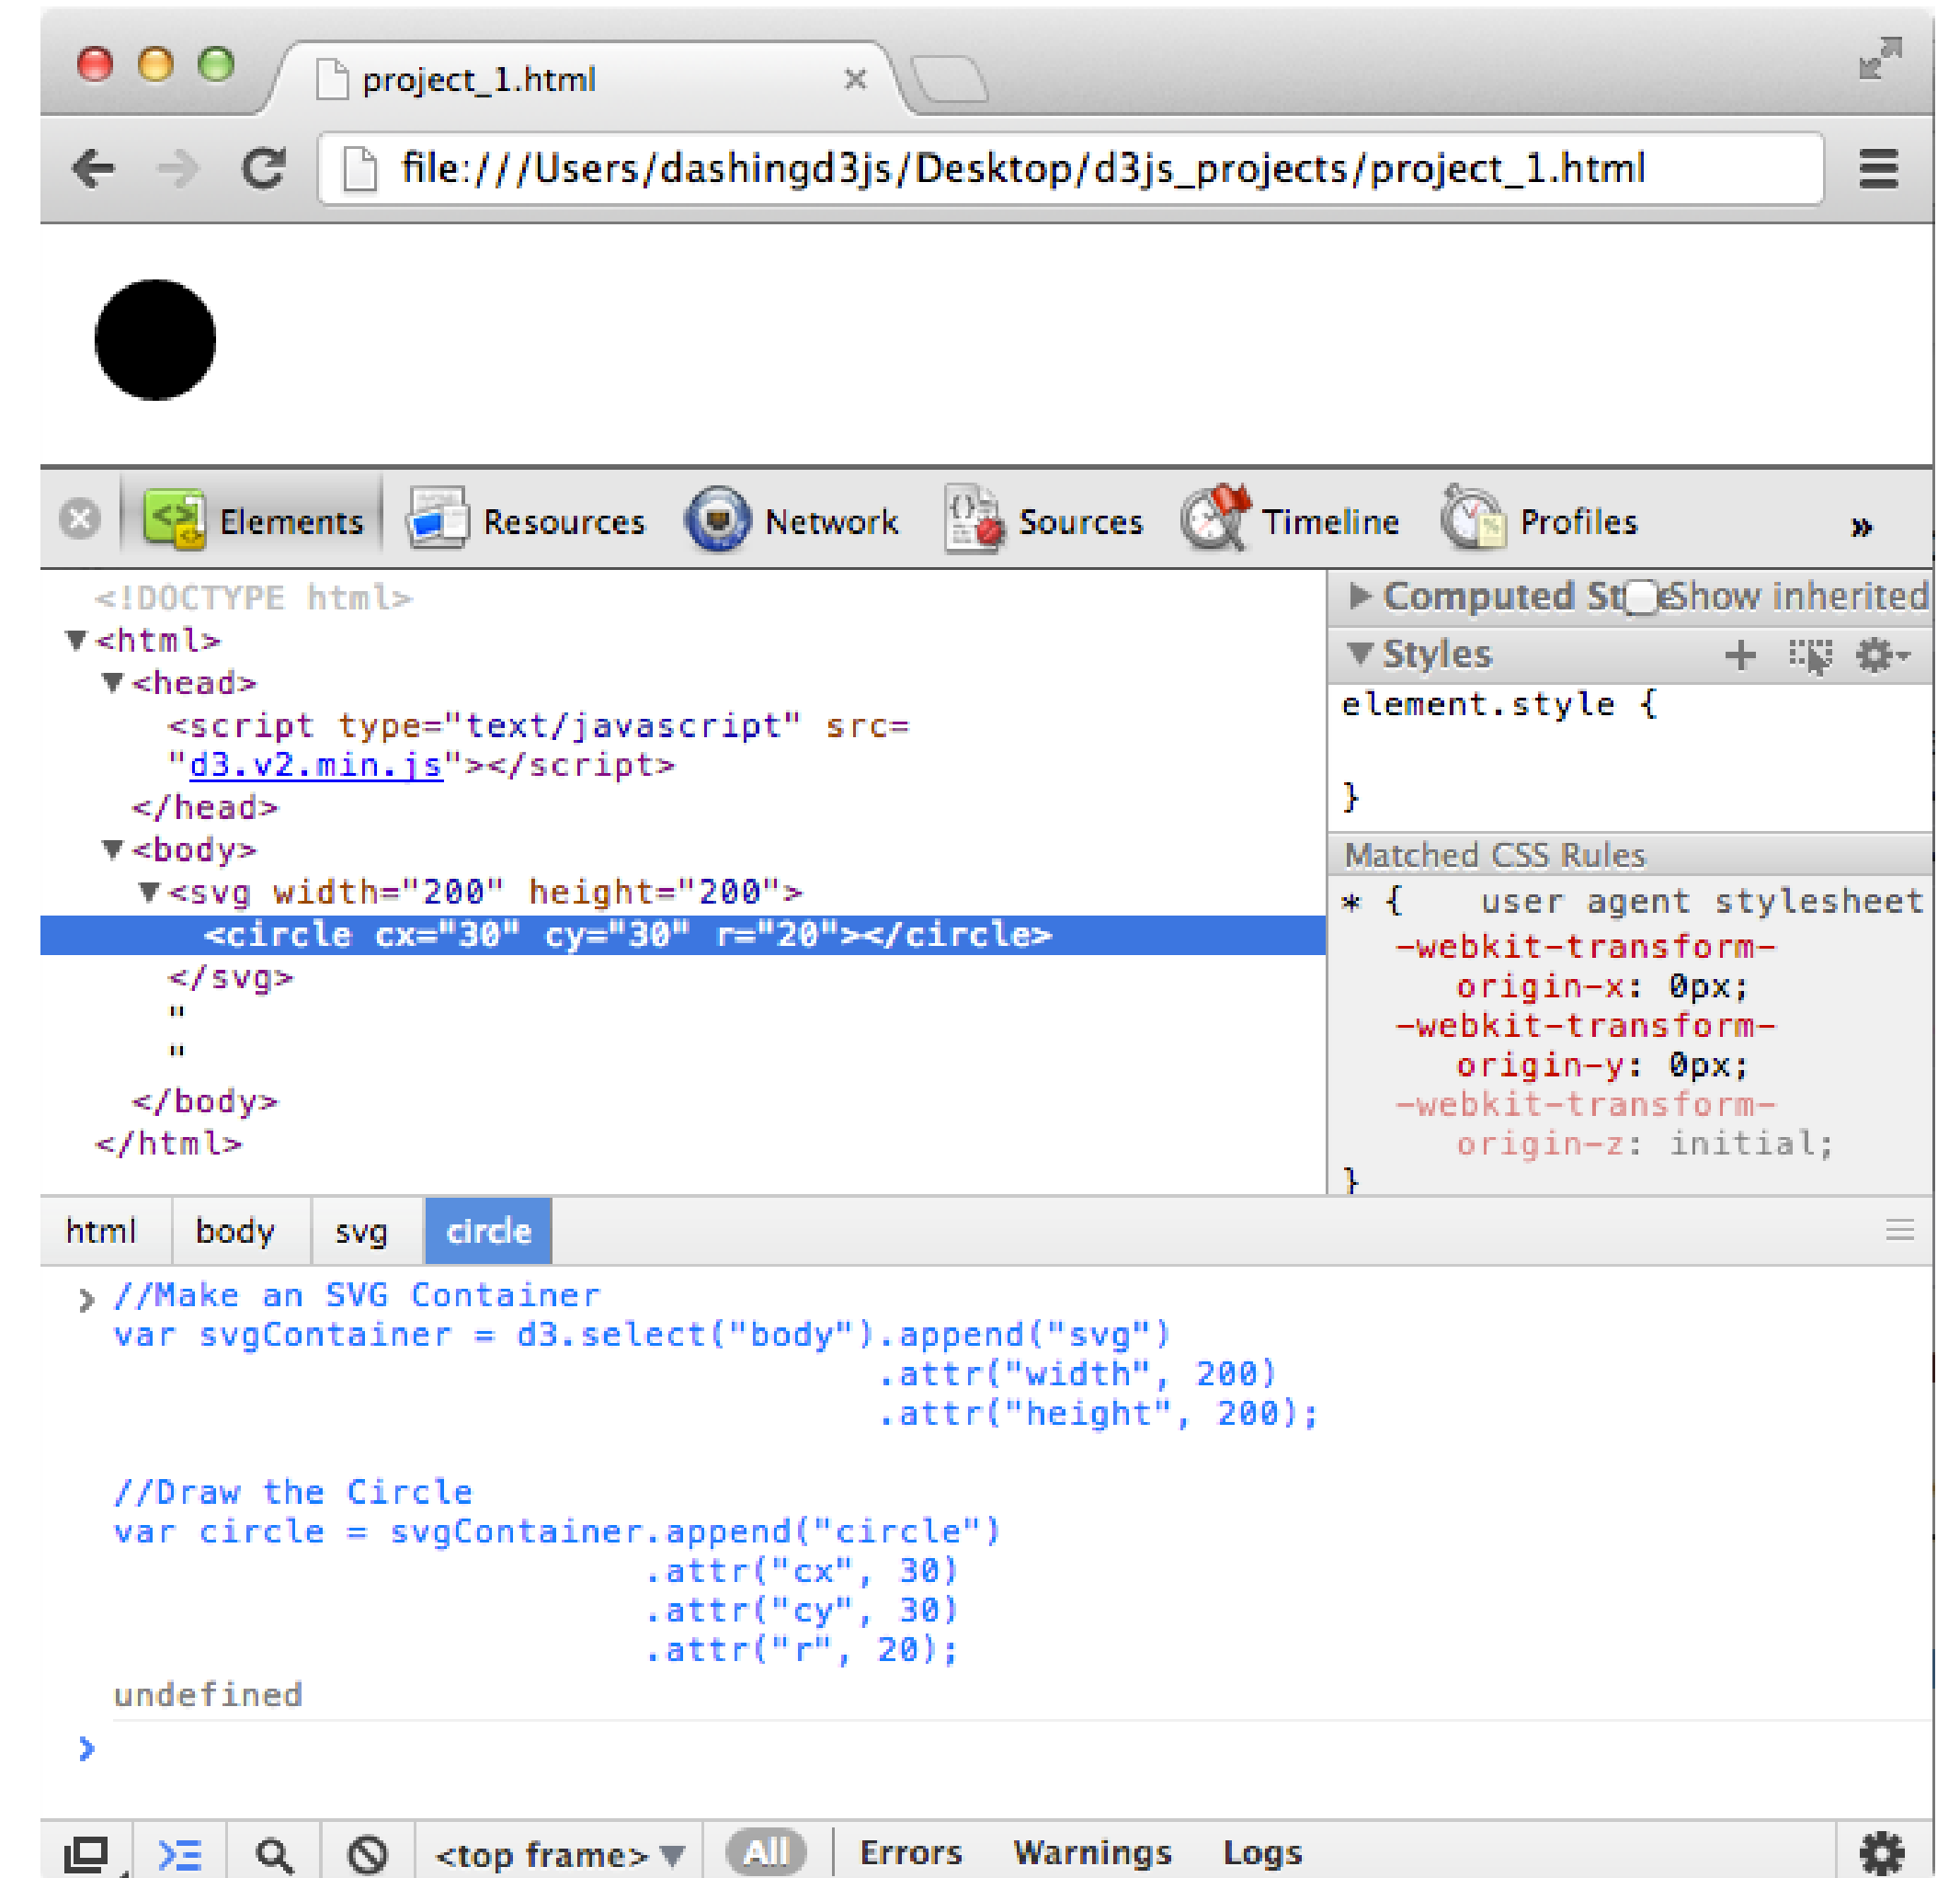 project_1.html
file:///Users/dashingd3js/Desktop/d3js_projects/project_1.html
Elements Resources Network Sources Timeline Profiles »
<!DOCTYPE html>
<html>
<head>
<script type="text/javascript" src=
"d3.v2.min.js"></script>
</head>
<body>
<svg width="200" height="200">
<circle cx="30" cy="30" r="20"></circle>
</svg>
"
"
</body>
</html>
Computed Show inherited
Styles
element.style {
}
Matched CSS Rules
* { user agent stylesheet
-webkit-transform-
origin-x: 0px;
-webkit-transform-
origin-y: 0px;
-webkit-transform-
origin-z: initial;
}
html body svg circle
//Make an SVG Container
var svgContainer = d3.select("body").append("svg")
.attr("width", 200)
.attr("height", 200);
//Draw the Circle
var circle = svgContainer.append("circle")
.attr("cx", 30)
.attr("cy", 30)
.attr("r", 20);
undefined
<top frame> All Errors Warnings Logs